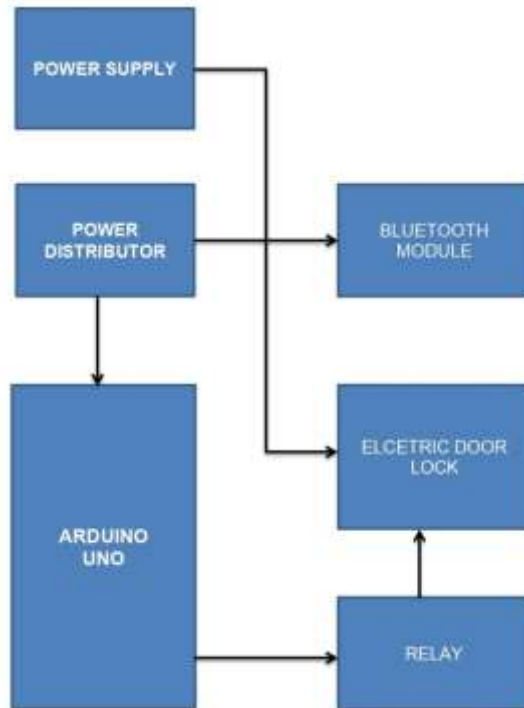 POWER SUPPLY
POWER
DISTRIBUTOR
BLUETOOTH
MODULE
ELCETRIC DOOR
LOCK
ARDUINO
UNO
RELAY